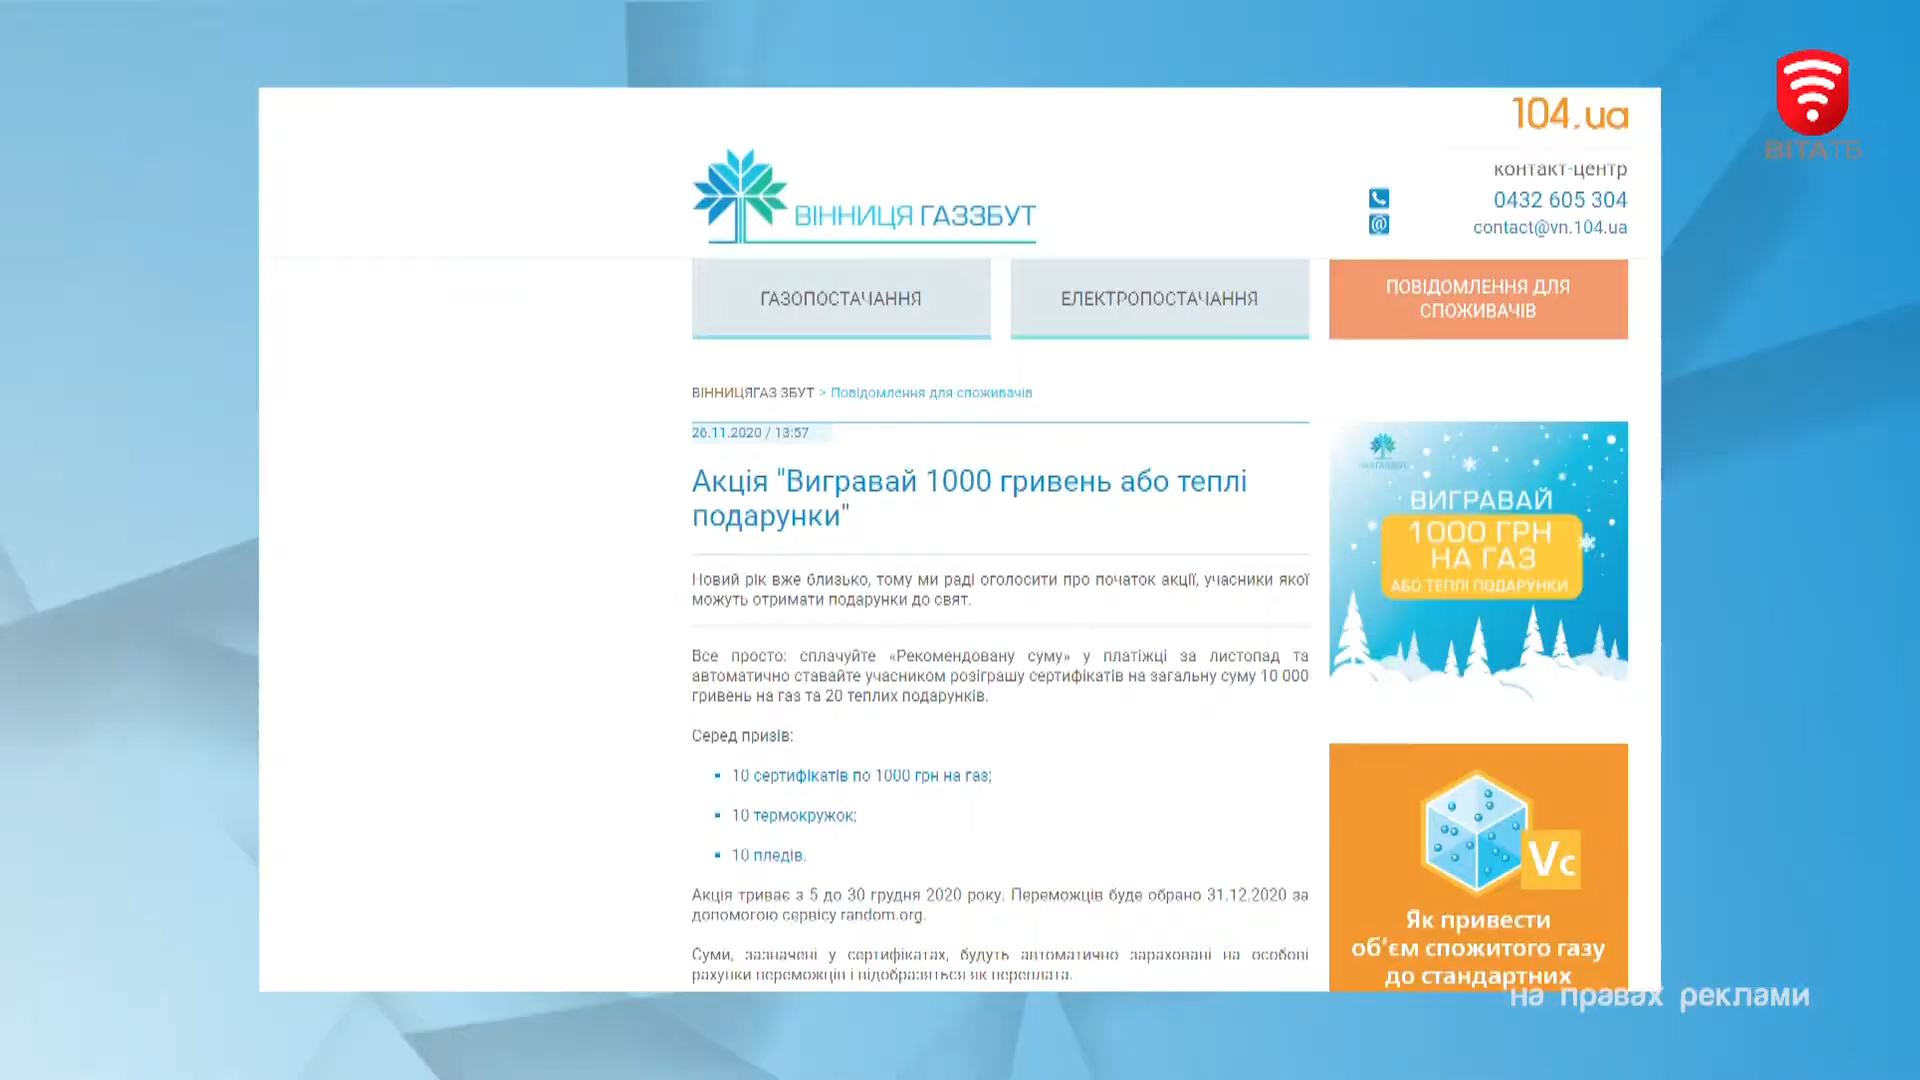 104.ua
ВІТАТБ
контакт-центр
0432 605 304
contact@vn.104.ua
ВІННИЦЯ ГАЗЗБУТ
ГАЗОПОСТАЧАННЯ
ЕЛЕКТРОПОСТАЧАННЯ
ПОВІДОМЛЕННЯ ДЛЯ
СПОЖИВАЧІВ
ВІННИЦЯГАЗ ЗБУТ > Повідомлення для споживачів
26.11.2020 / 13:57
Акція "Вигравай 1000 гривень або теплі
подарунки"
Новий рік вже близько, тому ми раді оголосити про початок акції, учасники якої
можуть отримати подарунки до свят.
Все просто: сплачуйте «Рекомендовану суму» у платіжці за листопад та
автоматично ставайте учасником розіграшу сертифікатів на загальну суму 10 000
гривень на газ та 20 теплих подарунків.
Серед призів:
10 сертифікатів по 1000 грн на газ;
10 термокружок;
10 пледів.
Акція триває з 5 до 30 грудня 2020 року. Переможців буде обрано 31.12.2020 за
допомогою сервісу random.org.
Суми, зазначені у сертифікатах, будуть автоматично зараховані на особові
рахунки переможців і відобразяться як переплата.
ВИГРАВАЙ
1000 ГРН
НА ГАЗ
АБО ТЕПЛІ ПОДАРУНКИ
Vc
Як привести
об'єм спожитого газу
до стандартних
на правах реклами